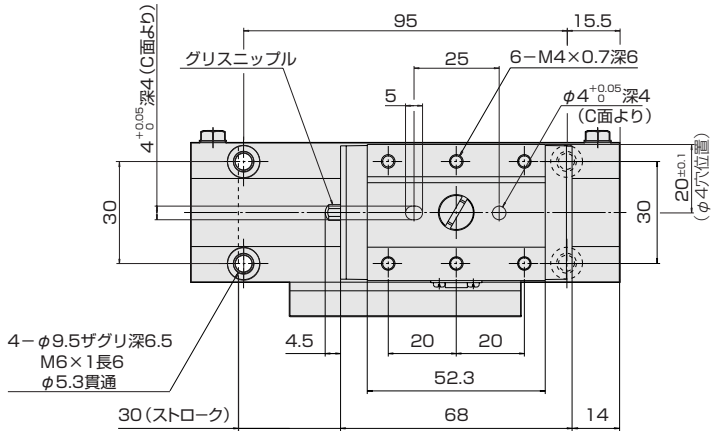 95
15.5
グリスニップル
25
6-M4×0.7深6
4 +0.05 0 深4(C面より)
5
φ4 +0.05 0 深4
(C面より)
30
30
20±0.1
(φ4穴位置)
4-φ9.5ザグリ深6.5
M6×1長6
φ5.3貫通
4.5
20
20
52.3
30(ストローク)
68
14